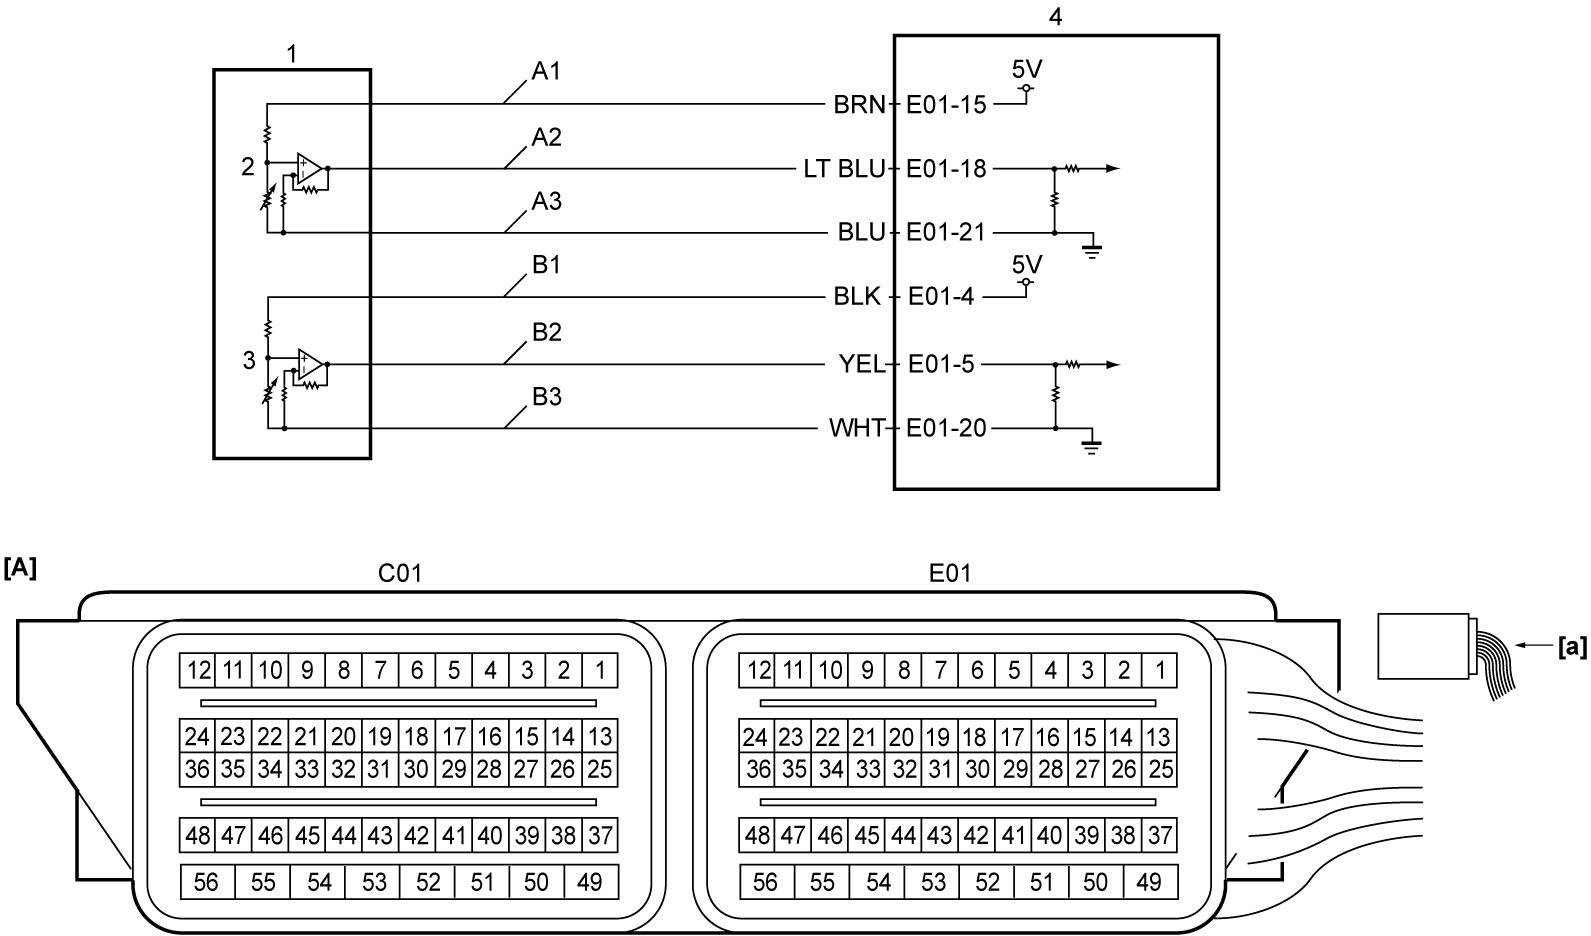 4
1
5V
A1
BRN E01-15
A2
2 + - LT BLU E01-18
A3
BLU E01-21
B1
5V
BLK E01-4
B2
3 + - YEL E01-5
B3
WHT E01-20
[A]
C01 E01
[a]
12 11 10 9 8 7 6 5 4 3 2 1
24 23 22 21 20 19 18 17 16 15 14 13
36 35 34 33 32 31 30 29 28 27 26 25
48 47 46 45 44 43 42 41 40 39 38 37
56 55 54 53 52 51 50 49
12 11 10 9 8 7 6 5 4 3 2 1
24 23 22 21 20 19 18 17 16 15 14 13
36 35 34 33 32 31 30 29 28 27 26 25
48 47 46 45 44 43 42 41 40 39 38 37
56 55 54 53 52 51 50 49